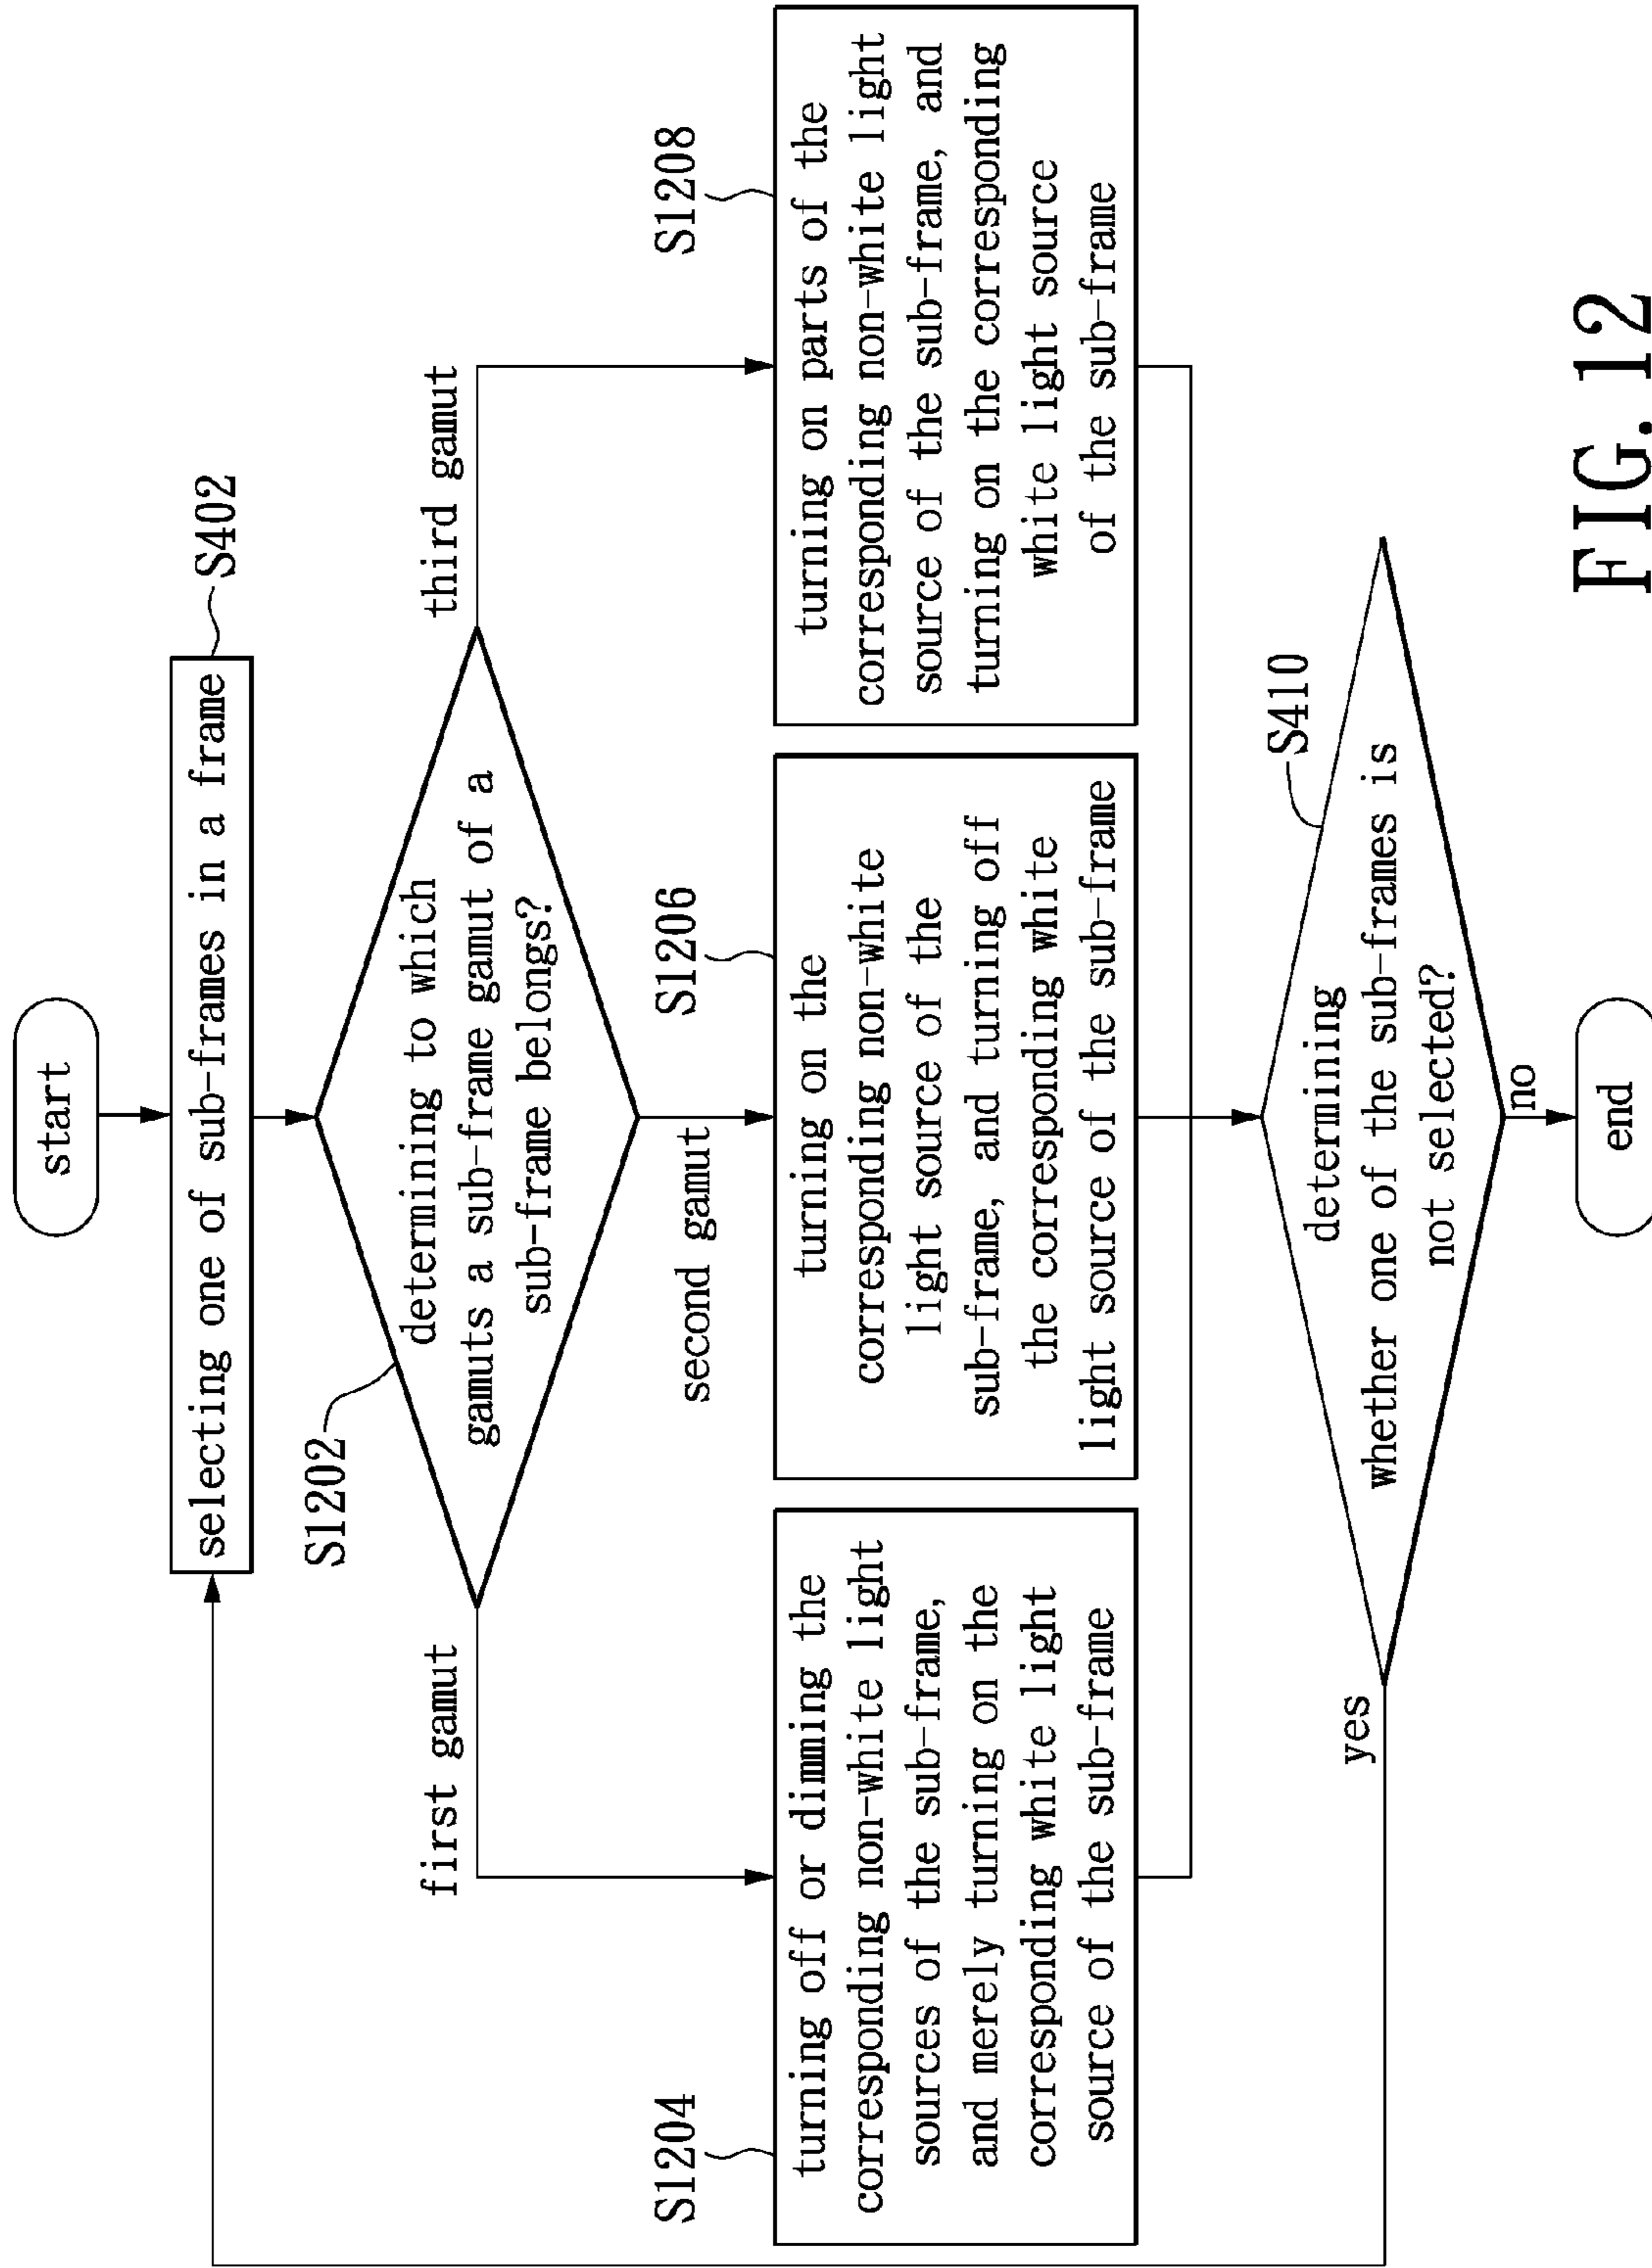 start
selecting one of sub-frames in a frame
S402
S1202
determining to which
gamuts a sub-frame gamut of a
sub-frame belongs?
first gamut
second gamut
third gamut
S1204
turning off or dimming the
corresponding non-white light
sources of the sub-frame,
and merely turning on the
corresponding white light
source of the sub-frame
S1206
turning on the
corresponding non-white
light source of the
sub-frame, and turning off
the corresponding white
light source of the sub-frame
S1208
turning on parts of the
corresponding non-white light
source of the sub-frame, and
turning on the corresponding
white light source
of the sub-frame
S410
determining
whether one of the sub-frames is
not selected?
yes
no
end
FIG. 12